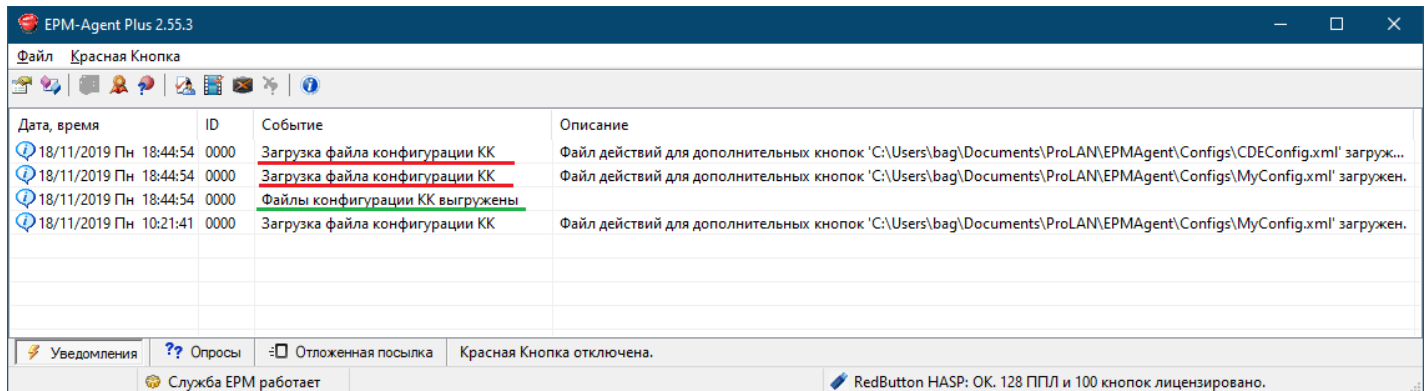 EPM-Agent Plus 2.55.3
Файл Красная Кнопка
Дата, время ID Событие Описание
18/11/2019 Пн 18:44:54 0000 Загрузка файла конфигурации КК Файл действий для дополнительных кнопок 'C:\Users\bag\Documents\ProLAN\EPMAgent\Configs\CDEConfig.xml' загруж...
18/11/2019 Пн 18:44:54 0000 Загрузка файла конфигурации КК Файл действий для дополнительных кнопок 'C:\Users\bag\Documents\ProLAN\EPMAgent\Configs\MyConfig.xml' загружен.
18/11/2019 Пн 18:44:54 0000 Файлы конфигурации КК выгружены
18/11/2019 Пн 10:21:41 0000 Загрузка файла конфигурации КК Файл действий для дополнительных кнопок 'C:\Users\bag\Documents\ProLAN\EPMAgent\Configs\MyConfig.xml' загружен.
Уведомления ?? Опросы Отложенная посылка Красная Кнопка отключена.
Служба EPM работает RedButton HASP: OK. 128 ППЛ и 100 кнопок лицензировано.